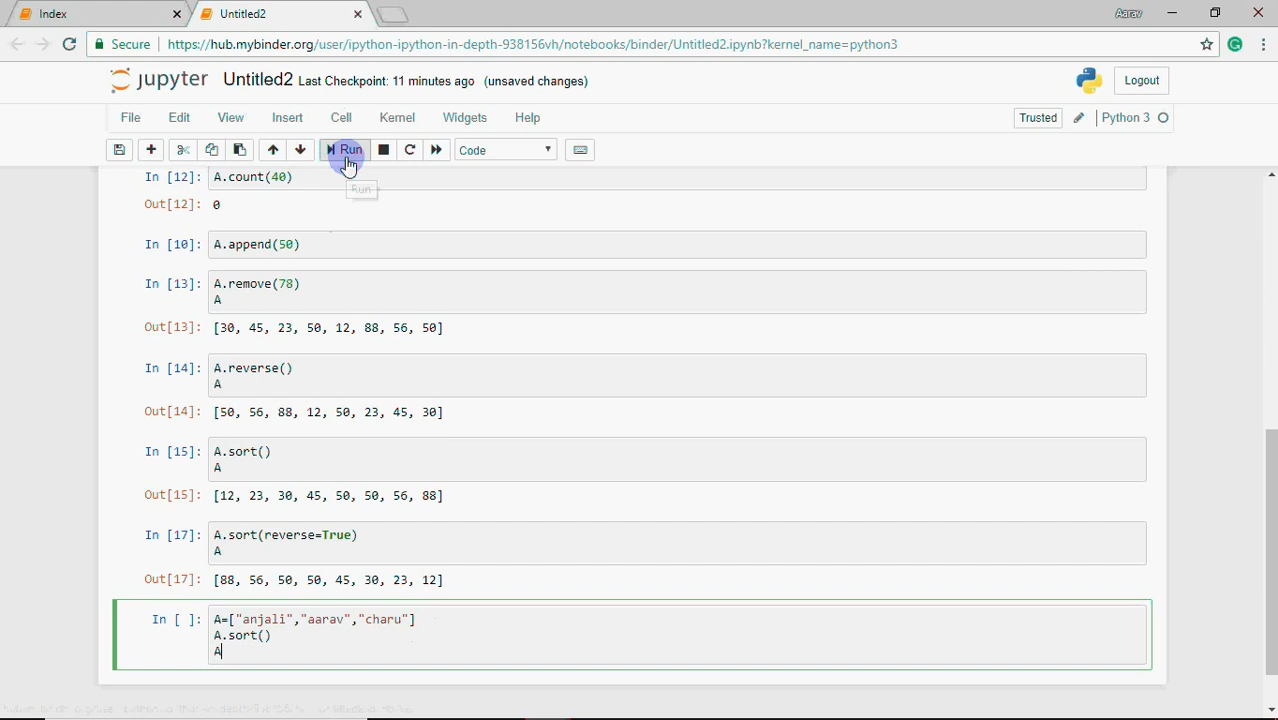 Index
Untitled2
Aarav
Secure | https://hub.mybinder.org/user/ipython-ipython-in-depth-938156vh/notebooks/binder/Untitled2.ipynb?kernel_name=python3
jupyter Untitled2 Last Checkpoint: 11 minutes ago (unsaved changes) Logout
File Edit View Insert Cell Kernel Widgets Help Trusted Python 3
Run Code
Run
In [12]: A.count(40)
Out[12]: 0
In [10]: A.append(50)
In [13]: A.remove(78)
A
Out[13]: [30, 45, 23, 50, 12, 88, 56, 50]
In [14]: A.reverse()
A
Out[14]: [50, 56, 88, 12, 50, 23, 45, 30]
In [15]: A.sort()
A
Out[15]: [12, 23, 30, 45, 50, 50, 56, 88]
In [17]: A.sort(reverse=True)
A
Out[17]: [88, 56, 50, 50, 45, 30, 23, 12]
In [ ]: A=["anjali","aarav","charu"]
A.sort()
A